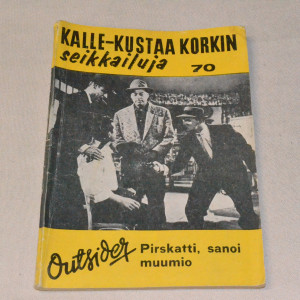 KALLE-KUSTAA KORKIN
seikkailuja
70
Outsider
Pirskatti, sanoi
muumio